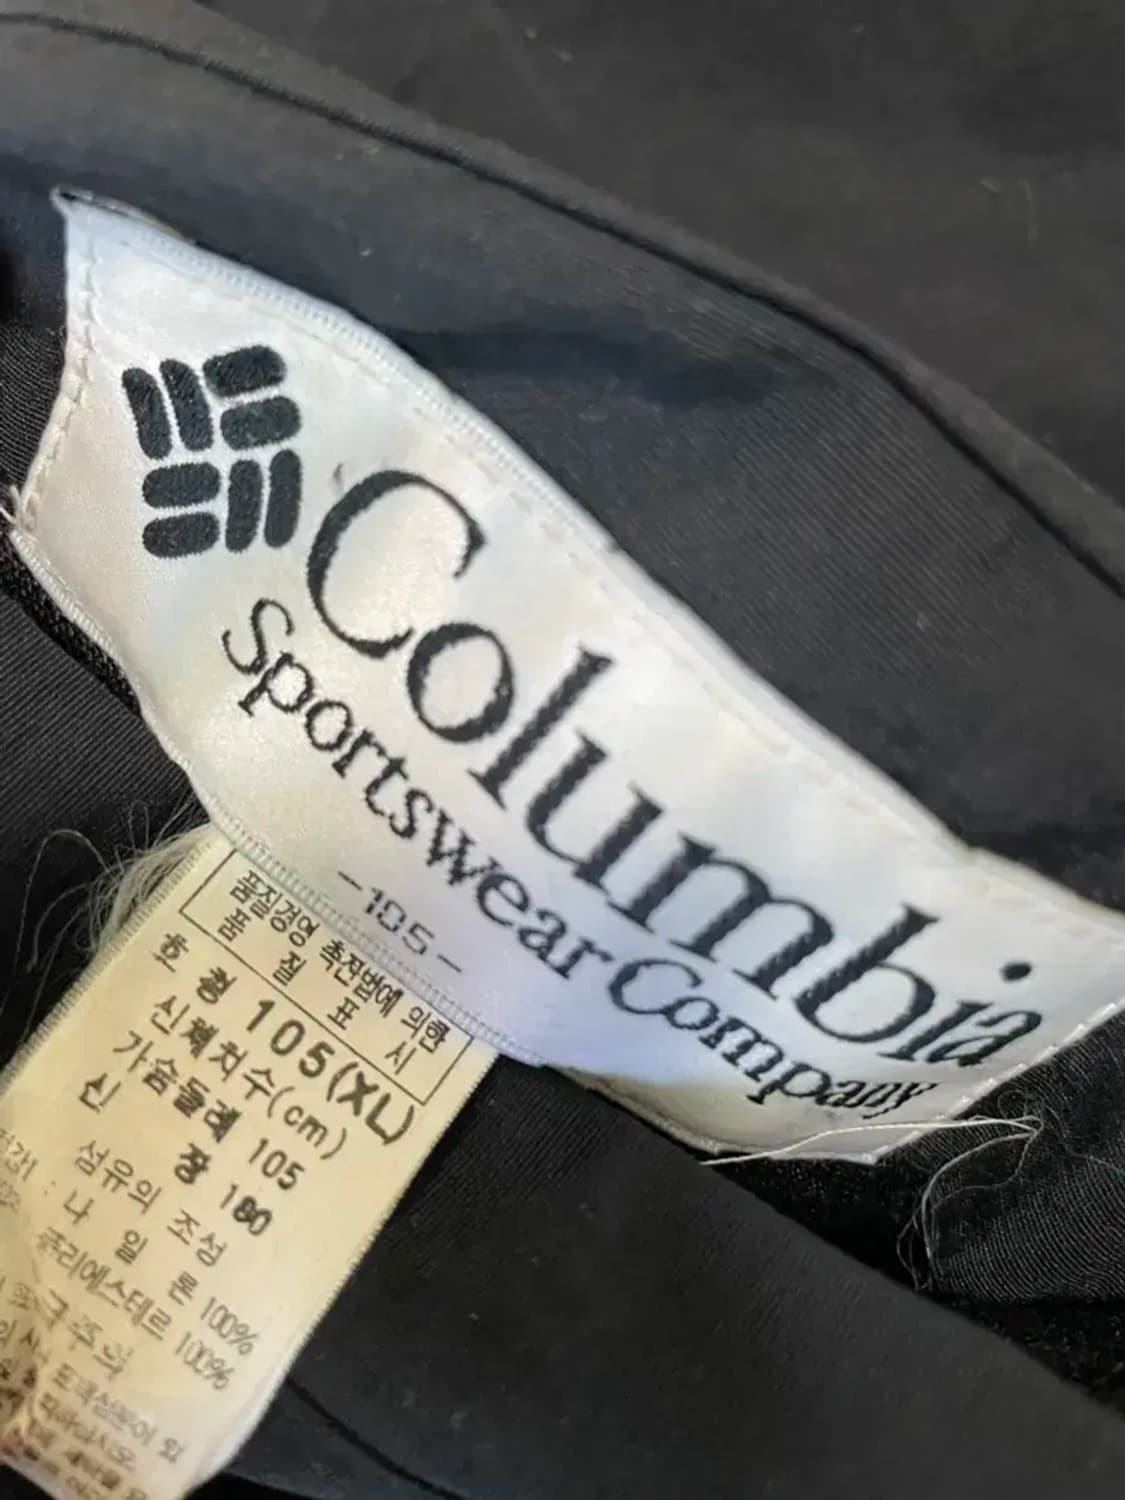 Columbia
Sportswear Company
-105-
품질경영 촉진법에 의한
품 질 표 시
호 형 105(XL)
신체치수(cm)
가슴둘레 105
신 장 180
섬유의 조성
나 일 론 100%
폴리에스테르 100%